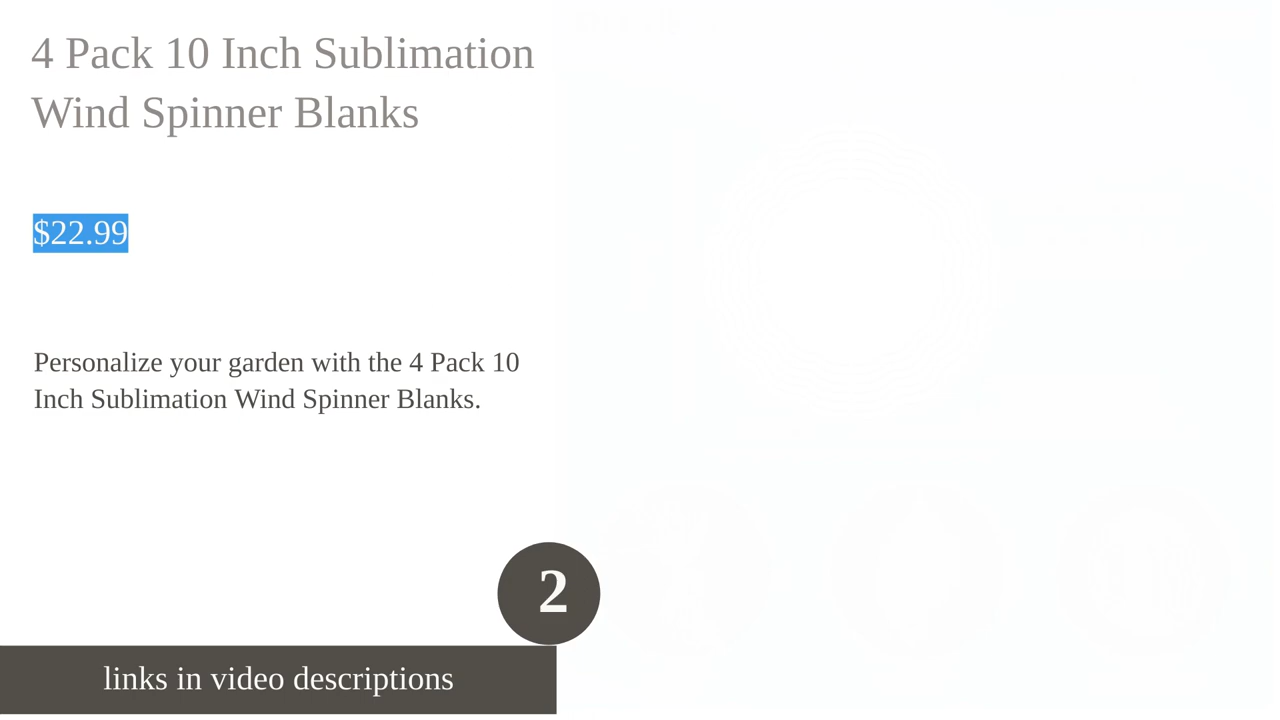 4 Pack 10 Inch Sublimation
Wind Spinner Blanks
$22.99
Personalize your garden with the 4 Pack 10
Inch Sublimation Wind Spinner Blanks.
2
links in video descriptions